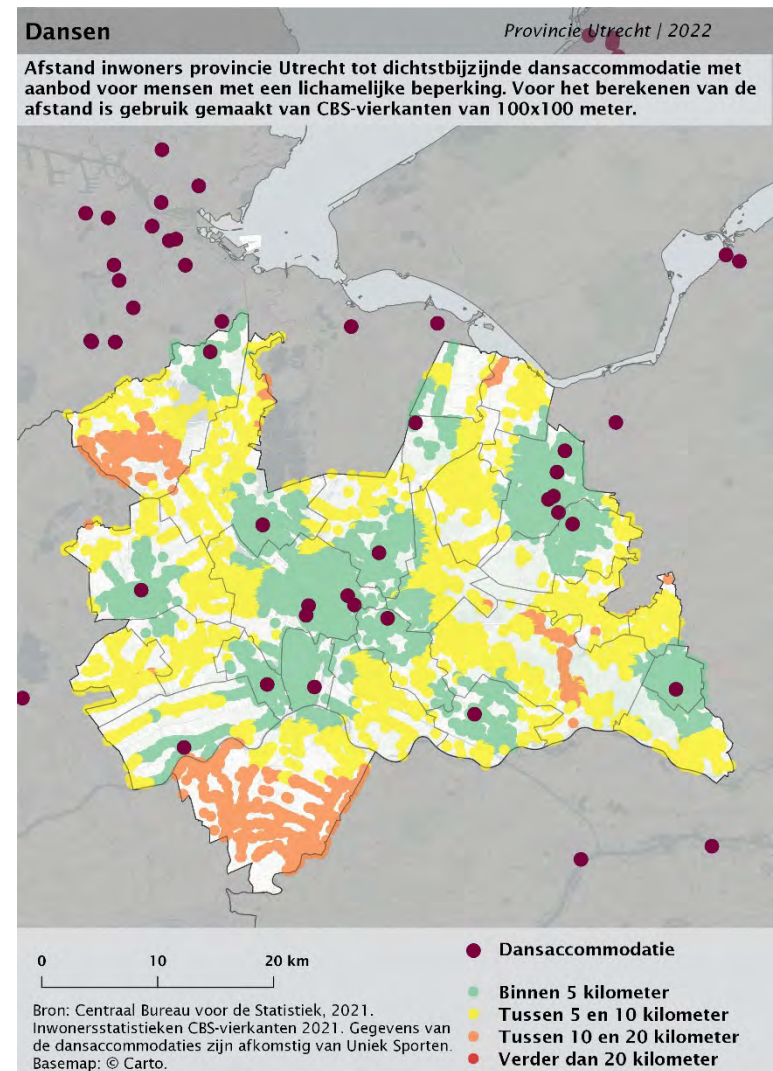 Dansen
Provincie Utrecht | 2022
Afstand inwoners provincie Utrecht tot dichtstbijzijnde dansaccommodatie met
aanbod voor mensen met een lichamelijke beperking. Voor het berekenen van de
afstand is gebruik gemaakt van CBS-vierkanten van 100x100 meter.
0 10 20 km
Bron: Centraal Bureau voor de Statistiek, 2021.
Inwonersstatistieken CBS-vierkanten 2021. Gegevens van
de dansaccommodaties zijn afkomstig van Uniek Sporten.
Basemap: © Carto.
Dansaccommodatie
Binnen 5 kilometer
Tussen 5 en 10 kilometer
Tussen 10 en 20 kilometer
Verder dan 20 kilometer